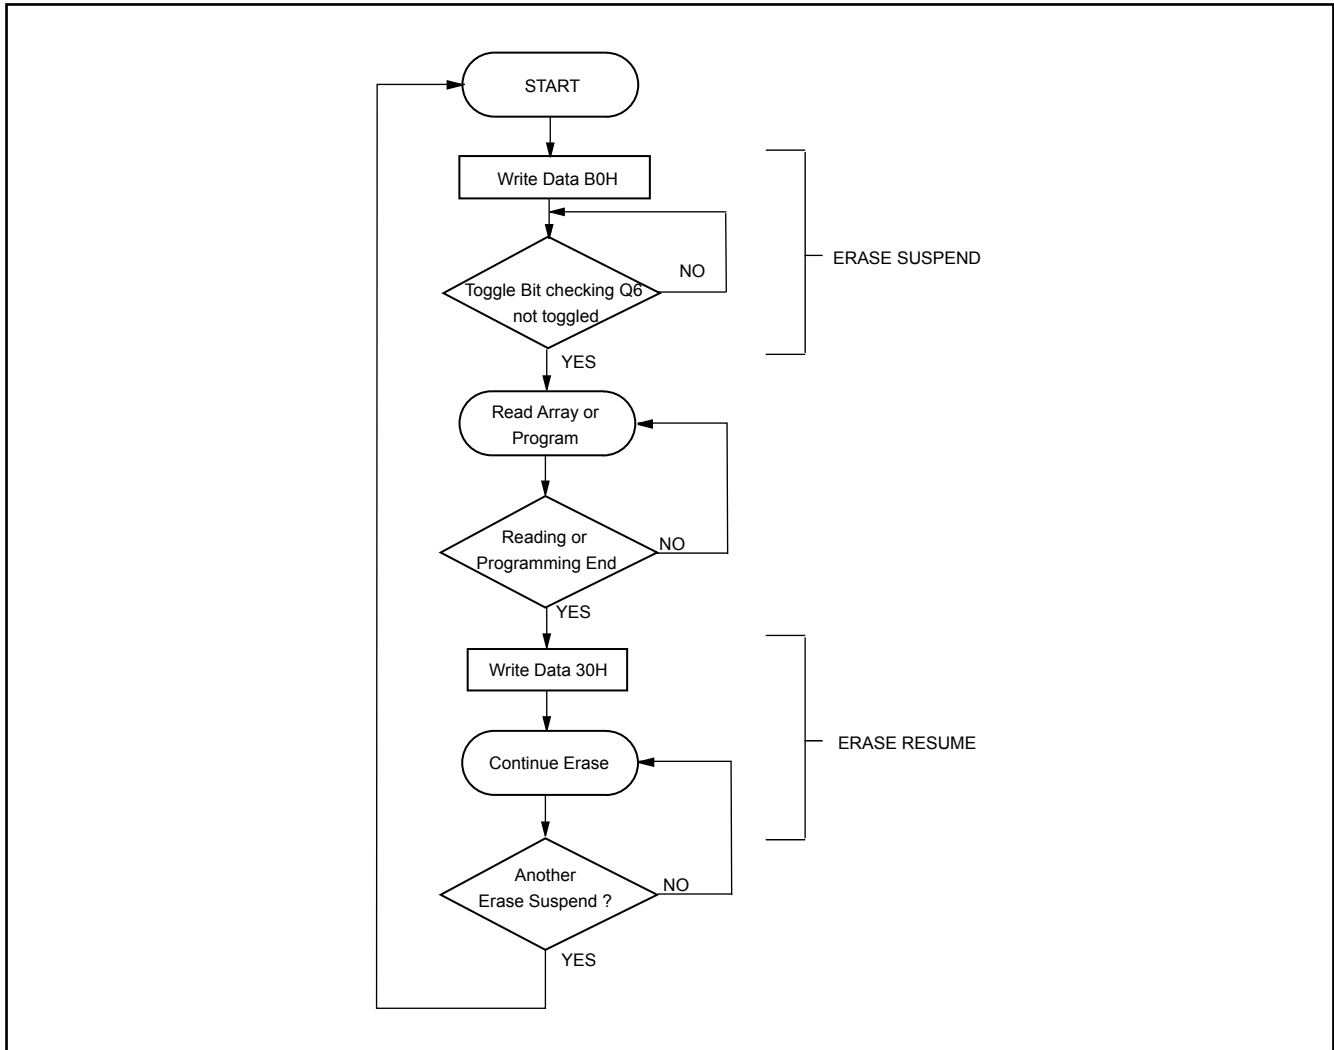 START
Write Data B0H
ERASE SUSPEND
NO
Toggle Bit checking Q6
not toggled
YES
Read Array or
Program
Reading or
Programming End
NO
YES
Write Data 30H
ERASE RESUME
Continue Erase
Another
Erase Suspend ?
NO
YES